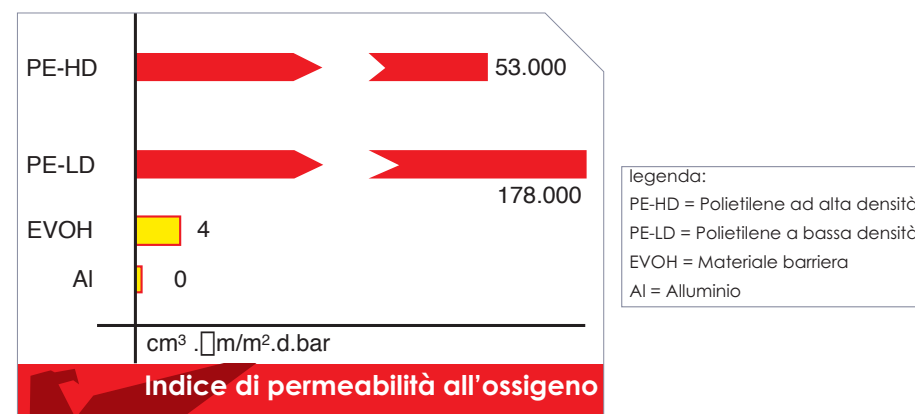 PE-HD
53.000
PE-LD
178.000
EVOH
4
Al
0
cm³ .▯m/m².d.bar
Indice di permeabilità all’ossigeno
legenda:
PE-HD = Polietilene ad alta densità
PE-LD = Polietilene a bassa densità
EVOH = Materiale barriera
Al = Alluminio